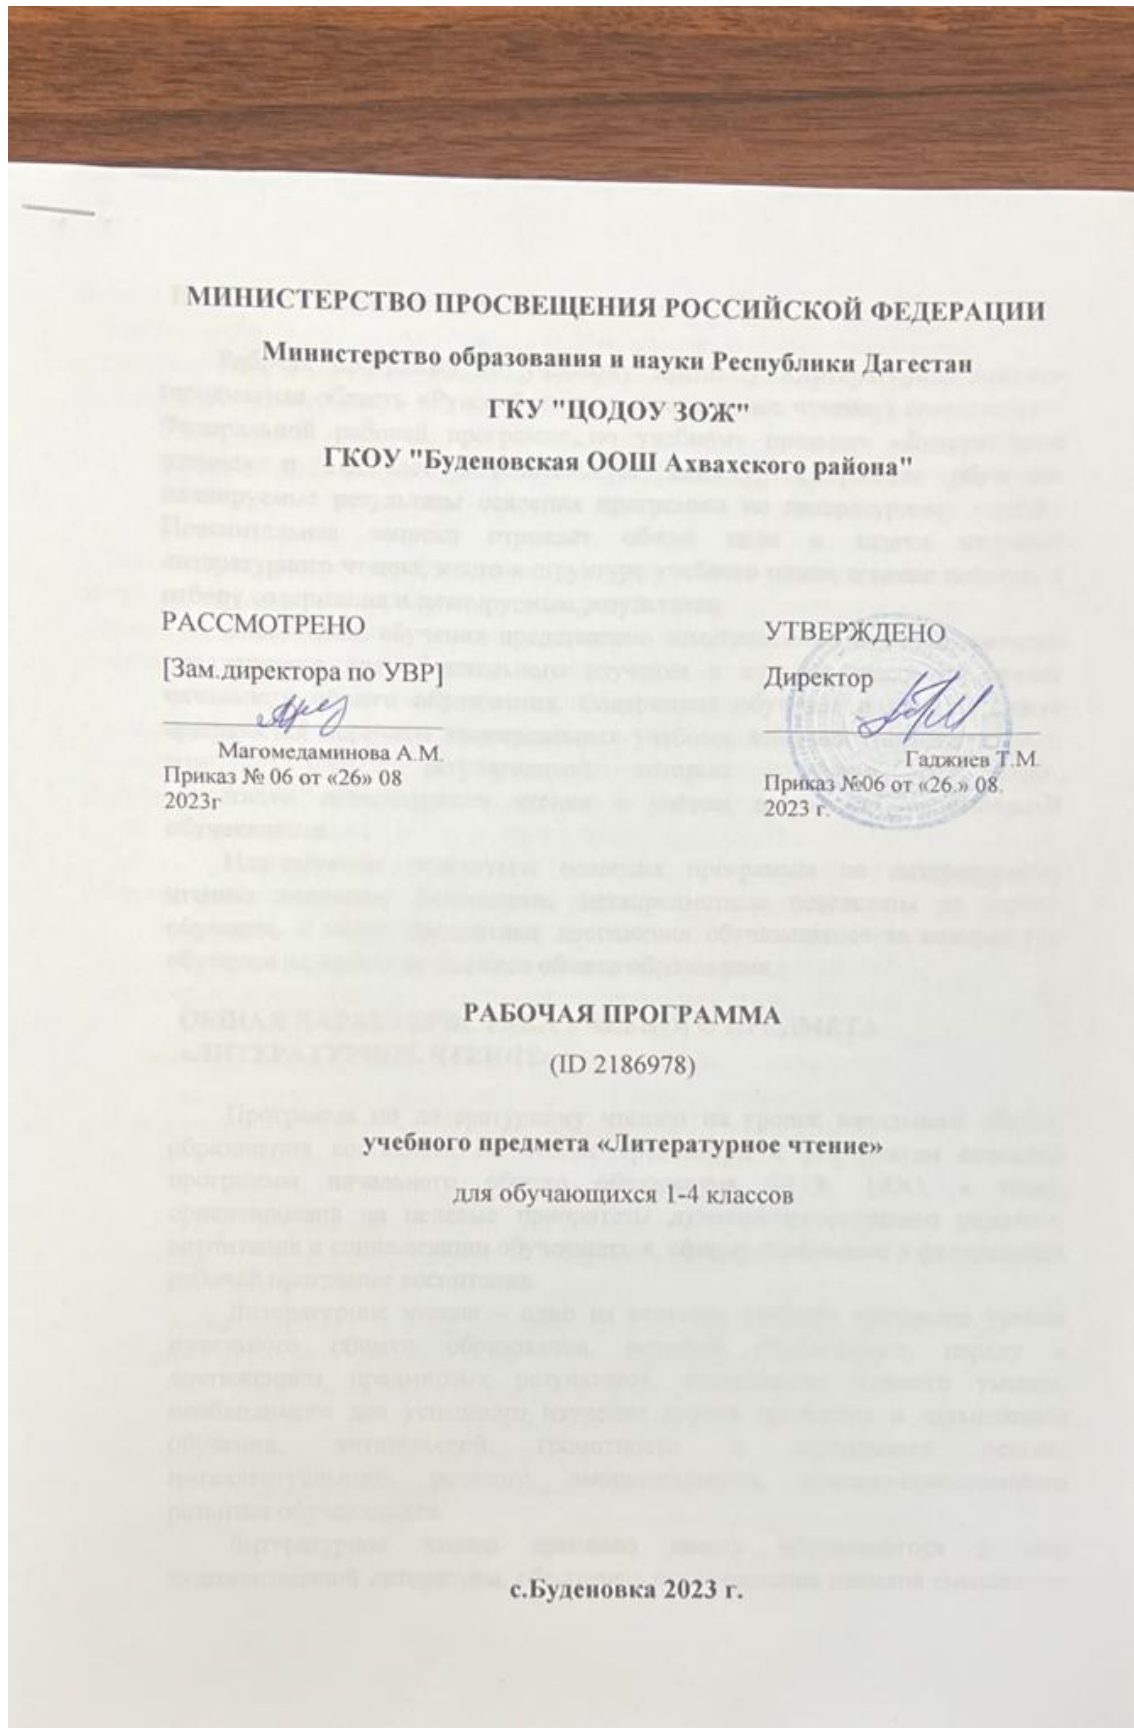 МИНИСТЕРСТВО ПРОСВЕЩЕНИЯ РОССИЙСКОЙ ФЕДЕРАЦИИ
Министерство образования и науки Республики Дагестан
ГКУ "ЦОДОУ ЗОЖ"
ГКОУ "Буденовская ООШ Ахвахского района"
РАССМОТРЕНО
[Зам.директора по УВР]
Магомедаминова А.М.
Приказ № 06 от «26» 08
2023г
УТВЕРЖДЕНО
Директор
Гаджиев Т.М.
Приказ №06 от «26.» 08.
2023 г.
РАБОЧАЯ ПРОГРАММА
(ID 2186978)
учебного предмета «Литературное чтение»
для обучающихся 1-4 классов
с.Буденовка 2023 г.